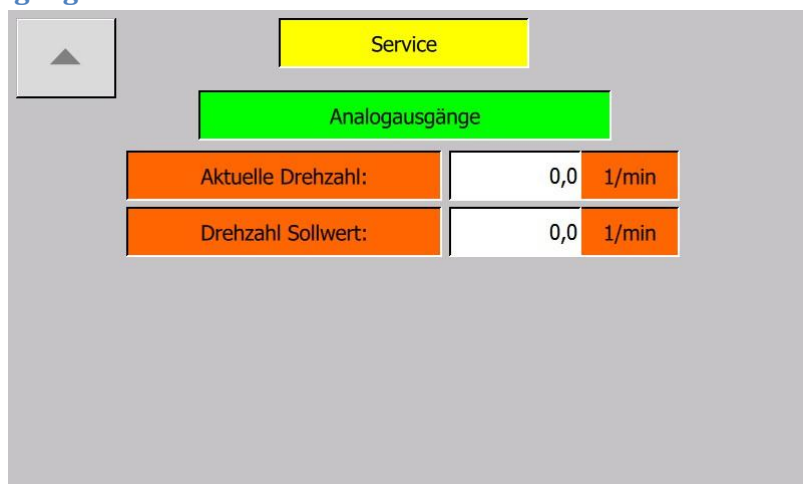 Service
Analogausgänge
Aktuelle Drehzahl: 0,0 1/min
Drehzahl Sollwert: 0,0 1/min